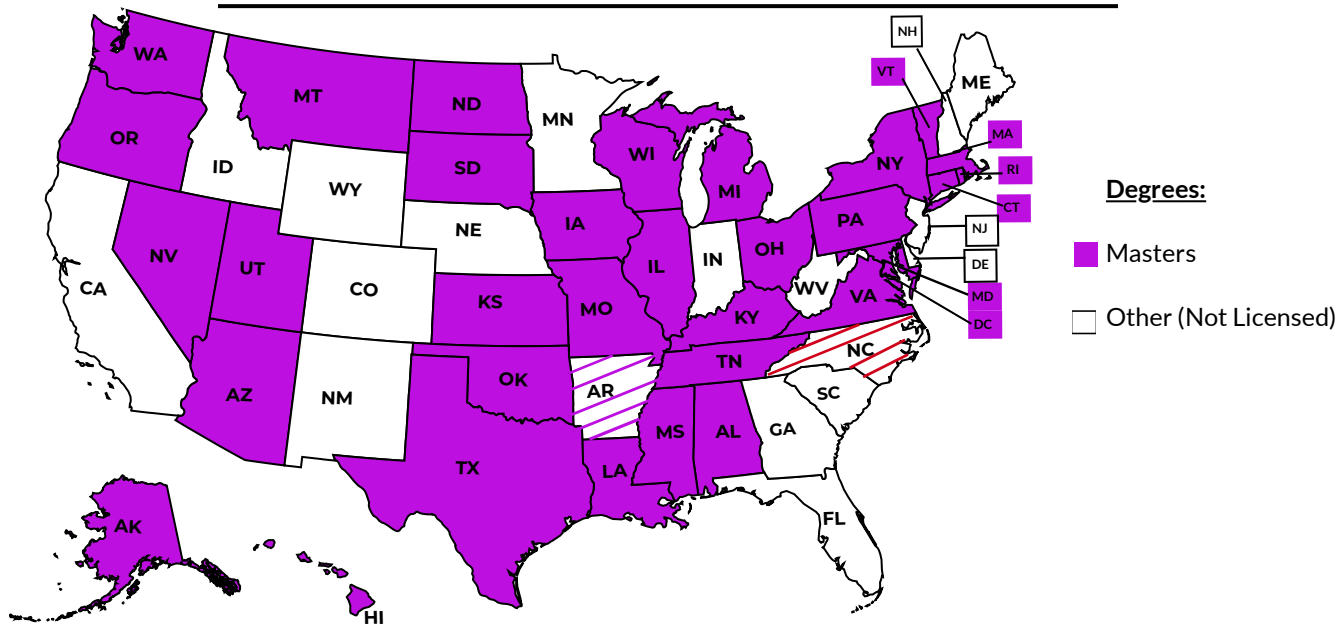 NH
WA
VT
ME
MT
ND
MN
OR
MA
WI
NY
ID
SD
RI
WY
MI
Degrees:
CT
PA
IA
NE
NJ
OH
NV
Masters
IN
UT
IL
DE
CA
CO
WV
VA
MD
KS
MO
KY
Other (Not Licensed)
DC
NC
TN
OK
AR
SC
AZ
NM
GA
MS
AL
TX
LA
FL
AK
HI